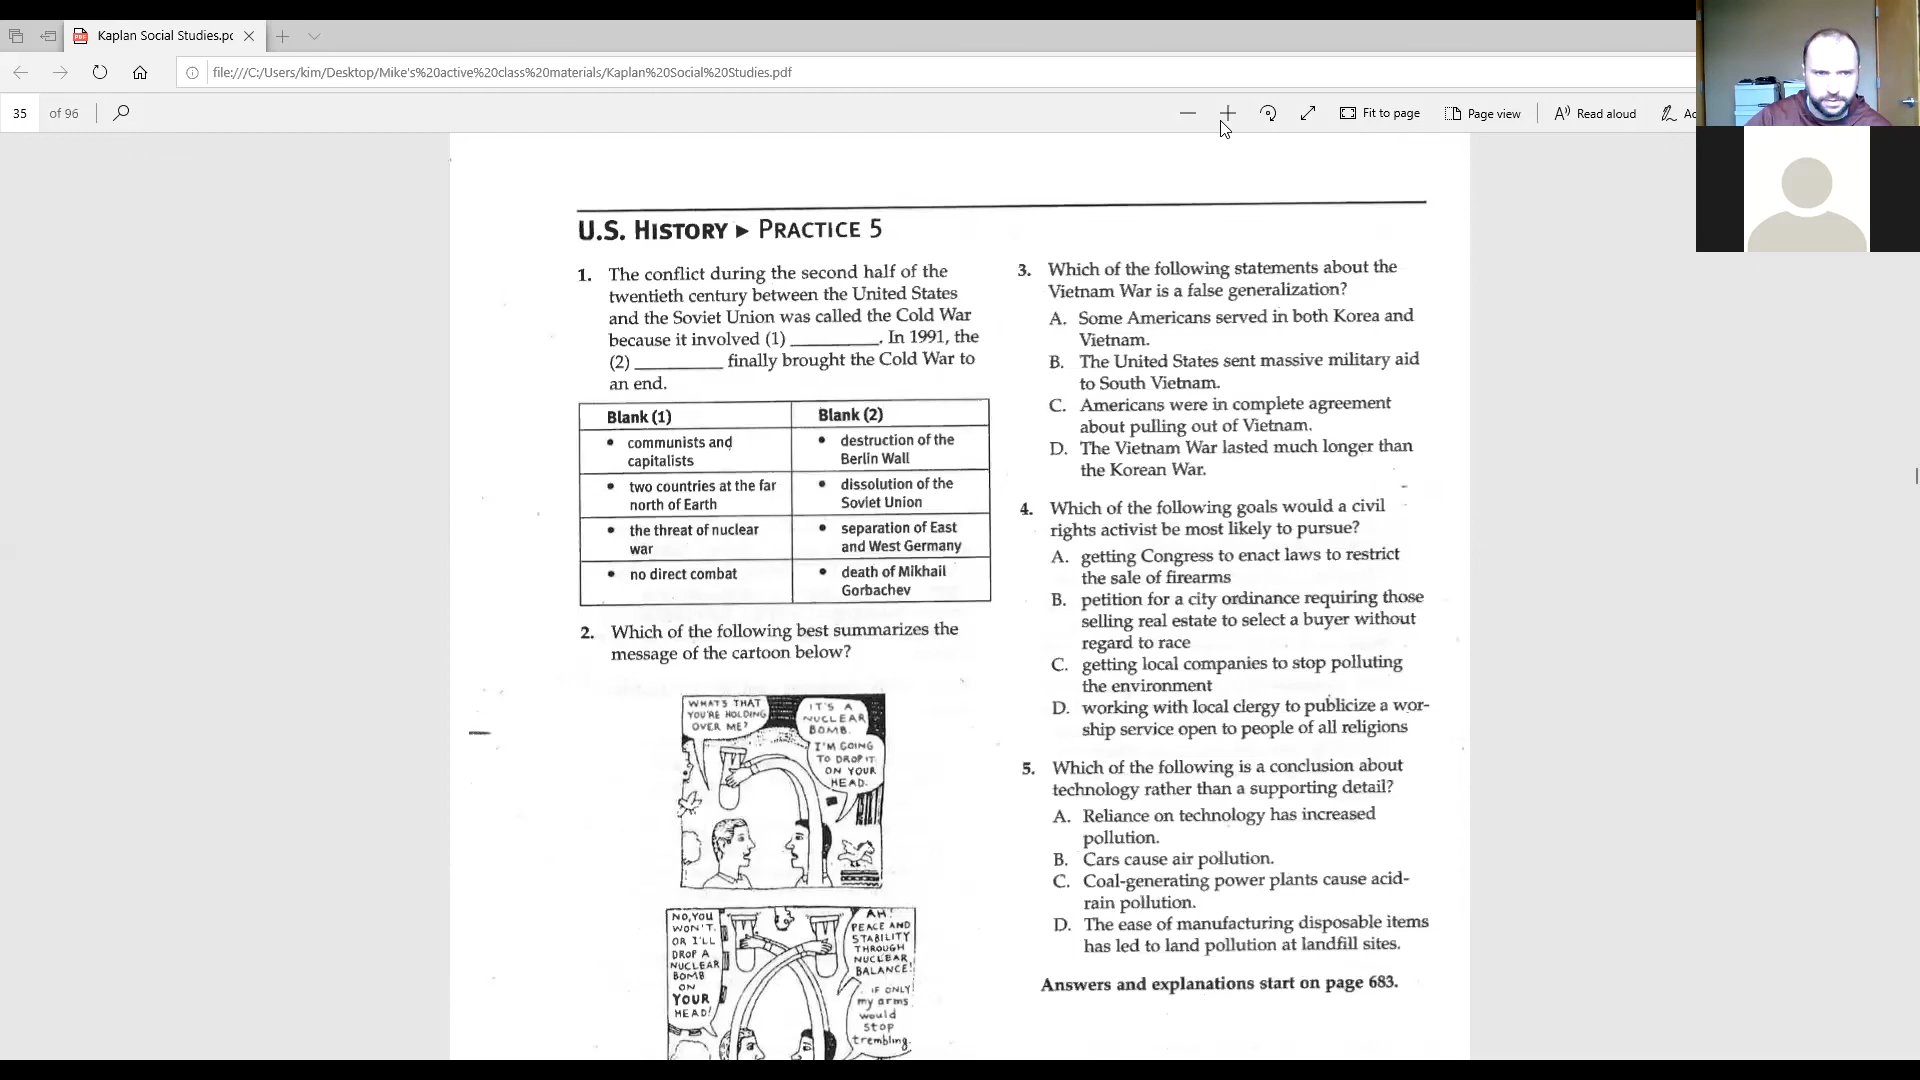 Kaplan Social Studies.pc
file:///C:/Users/kim/Desktop/Mike's%20active%20class%20materials/Kaplan%20Social%20Studies.pdf
35 of 96
Fit to page
Page view
Read aloud
U.S. HISTORY ► PRACTICE 5
1. The conflict during the second half of the
twentieth century between the United States
and the Soviet Union was called the Cold War
because it involved (1) _________. In 1991, the
(2) _________ finally brought the Cold War to
an end.
Blank (1) Blank (2)
• communists and
capitalists
• destruction of the
Berlin Wall
• two countries at the far
north of Earth
• dissolution of the
Soviet Union
• the threat of nuclear
war
• separation of East
and West Germany
• no direct combat
• death of Mikhail
Gorbachev
2. Which of the following best summarizes the
message of the cartoon below?
WHATS THAT
YOU'RE HOLDING
OVER ME?
IT'S A
NUCLEAR
BOMB.
I'M GOING
TO DROP IT
ON YOUR
HEAD.
NO, YOU
WON'T.
OR I'LL
DROP A
NUCLEAR
BOMB
ON
YOUR
HEAD!
AH!
PEACE AND
STABILITY
THROUGH
NUCLEAR
BALANCE!
IF ONLY
my arms
would
stop
trembling.
3. Which of the following statements about the
Vietnam War is a false generalization?
A. Some Americans served in both Korea and
Vietnam.
B. The United States sent massive military aid
to South Vietnam.
C. Americans were in complete agreement
about pulling out of Vietnam.
D. The Vietnam War lasted much longer than
the Korean War.
4. Which of the following goals would a civil
rights activist be most likely to pursue?
A. getting Congress to enact laws to restrict
the sale of firearms
B. petition for a city ordinance requiring those
selling real estate to select a buyer without
regard to race
C. getting local companies to stop polluting
the environment
D. working with local clergy to publicize a wor-
ship service open to people of all religions
5. Which of the following is a conclusion about
technology rather than a supporting detail?
A. Reliance on technology has increased
pollution.
B. Cars cause air pollution.
C. Coal-generating power plants cause acid-
rain pollution.
D. The ease of manufacturing disposable items
has led to land pollution at landfill sites.
Answers and explanations start on page 683.